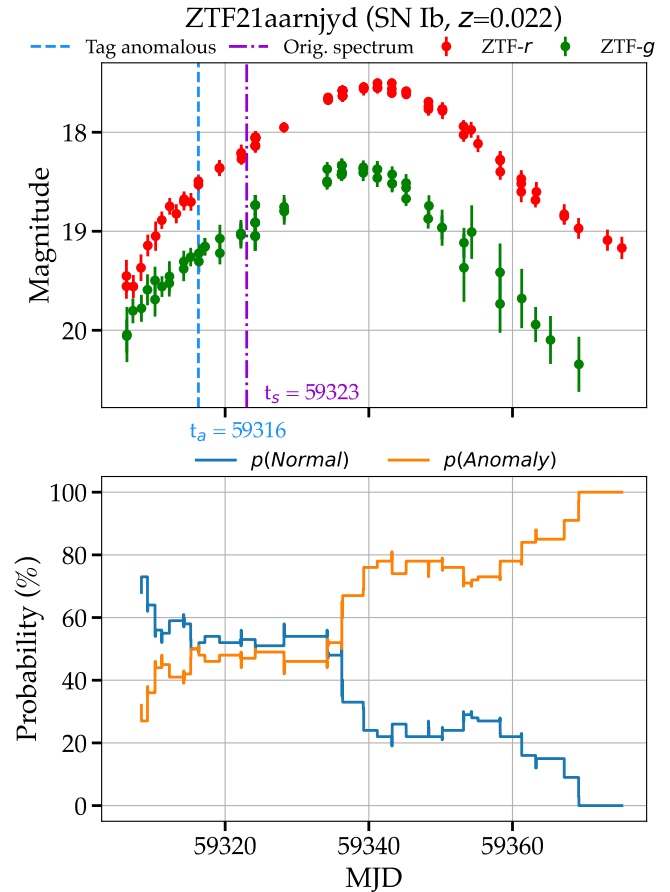 ZTF21aarnjyd (SN Ib, z=0.022)
Tag anomalous Orig. spectrum ZTF-r ZTF-g
18
19
20
Magnitude
t_s = 59323
t_a = 59316
p(Normal) p(Anomaly)
100
80
60
40
20
0
Probability (%)
59320 59340 59360
MJD